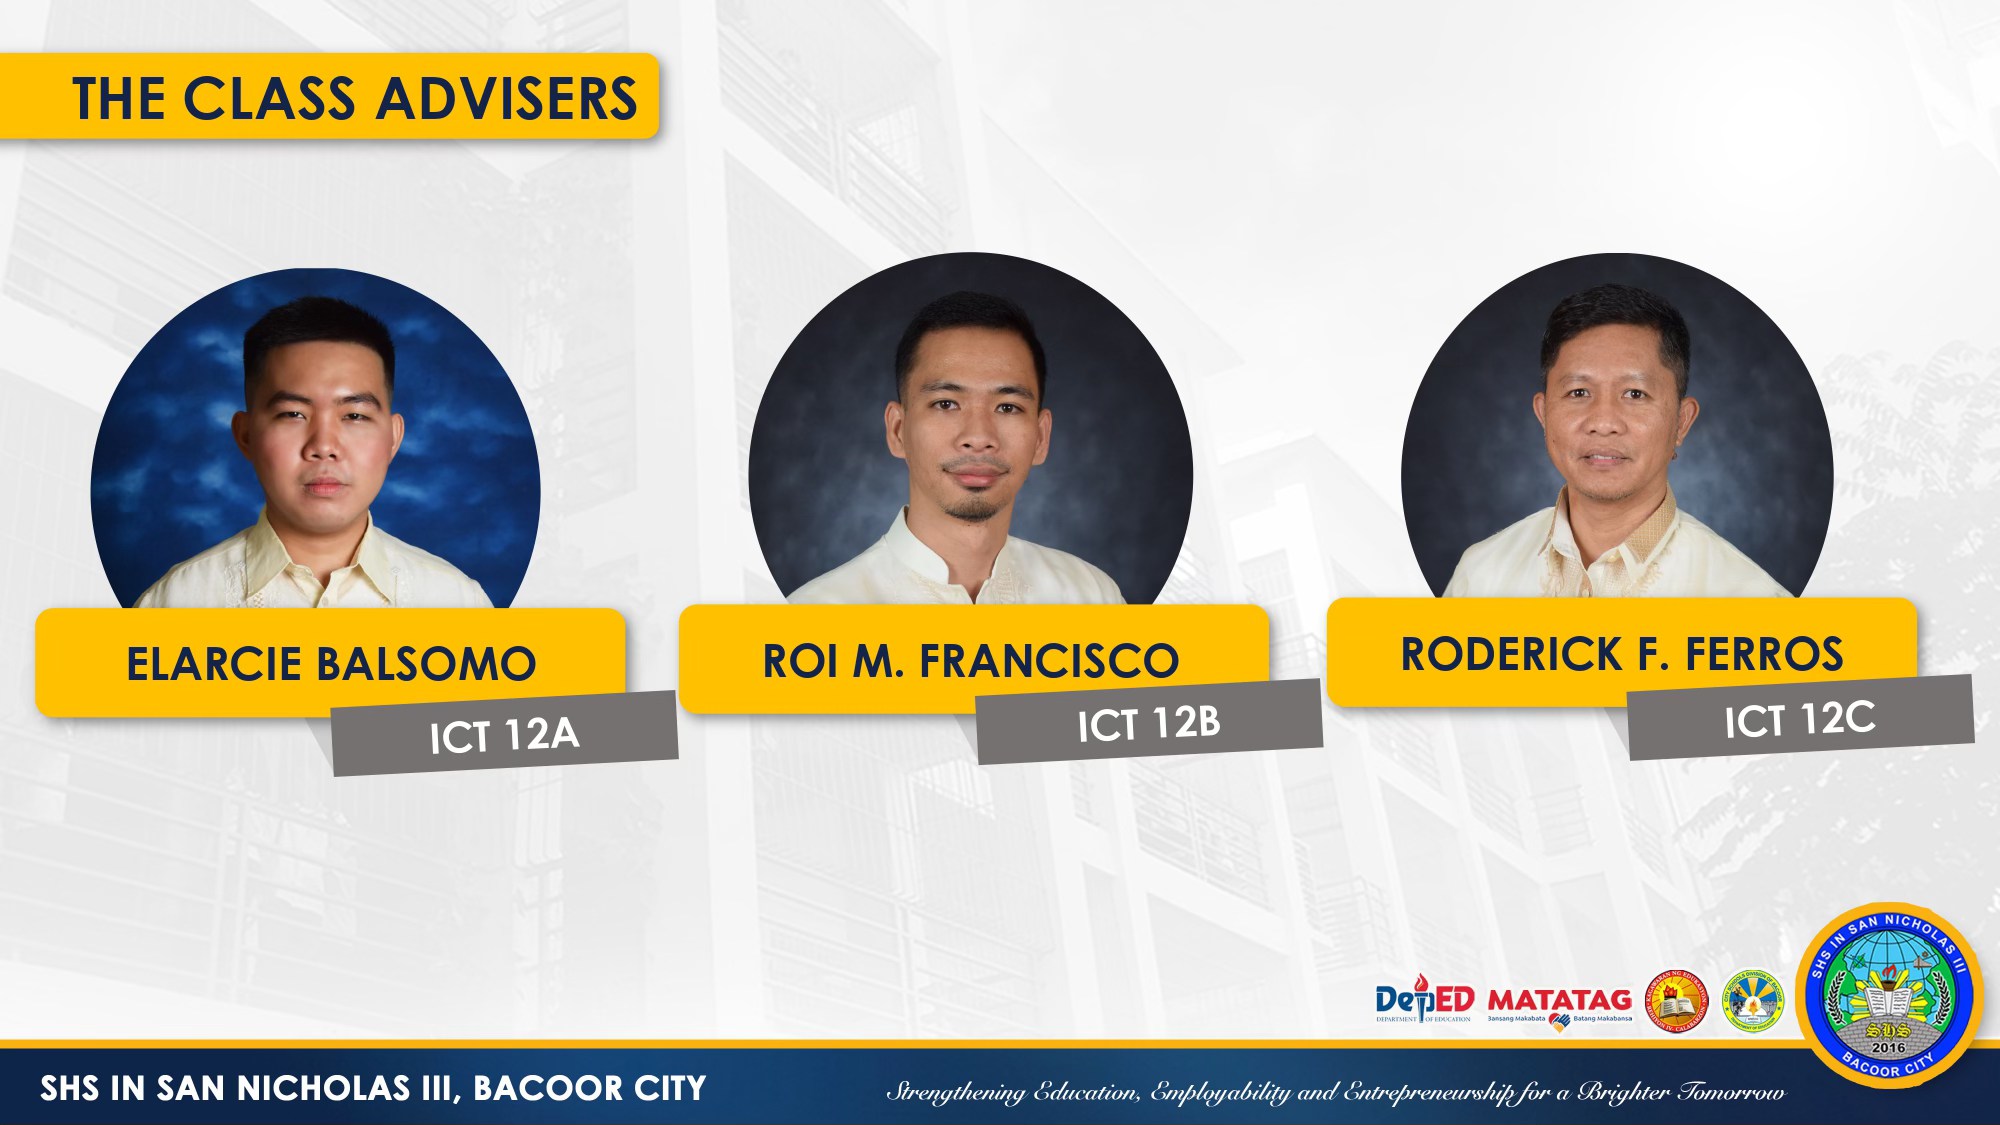 THE CLASS ADVISERS
ELARCIE BALSOMO
ICT 12A
ROI M. FRANCISCO
ICT 12B
RODERICK F. FERROS
ICT 12C
DepED
DEPARTMENT OF EDUCATION
MATATAG
Bansang Makabata
Batang Makabansa
SHS IN SAN NICHOLAS III
SHS
2016
BACOOR CITY
SHS IN SAN NICHOLAS III, BACOOR CITY
Strengthening Education, Employability and Entrepreneurship for a Brighter Tomorrow